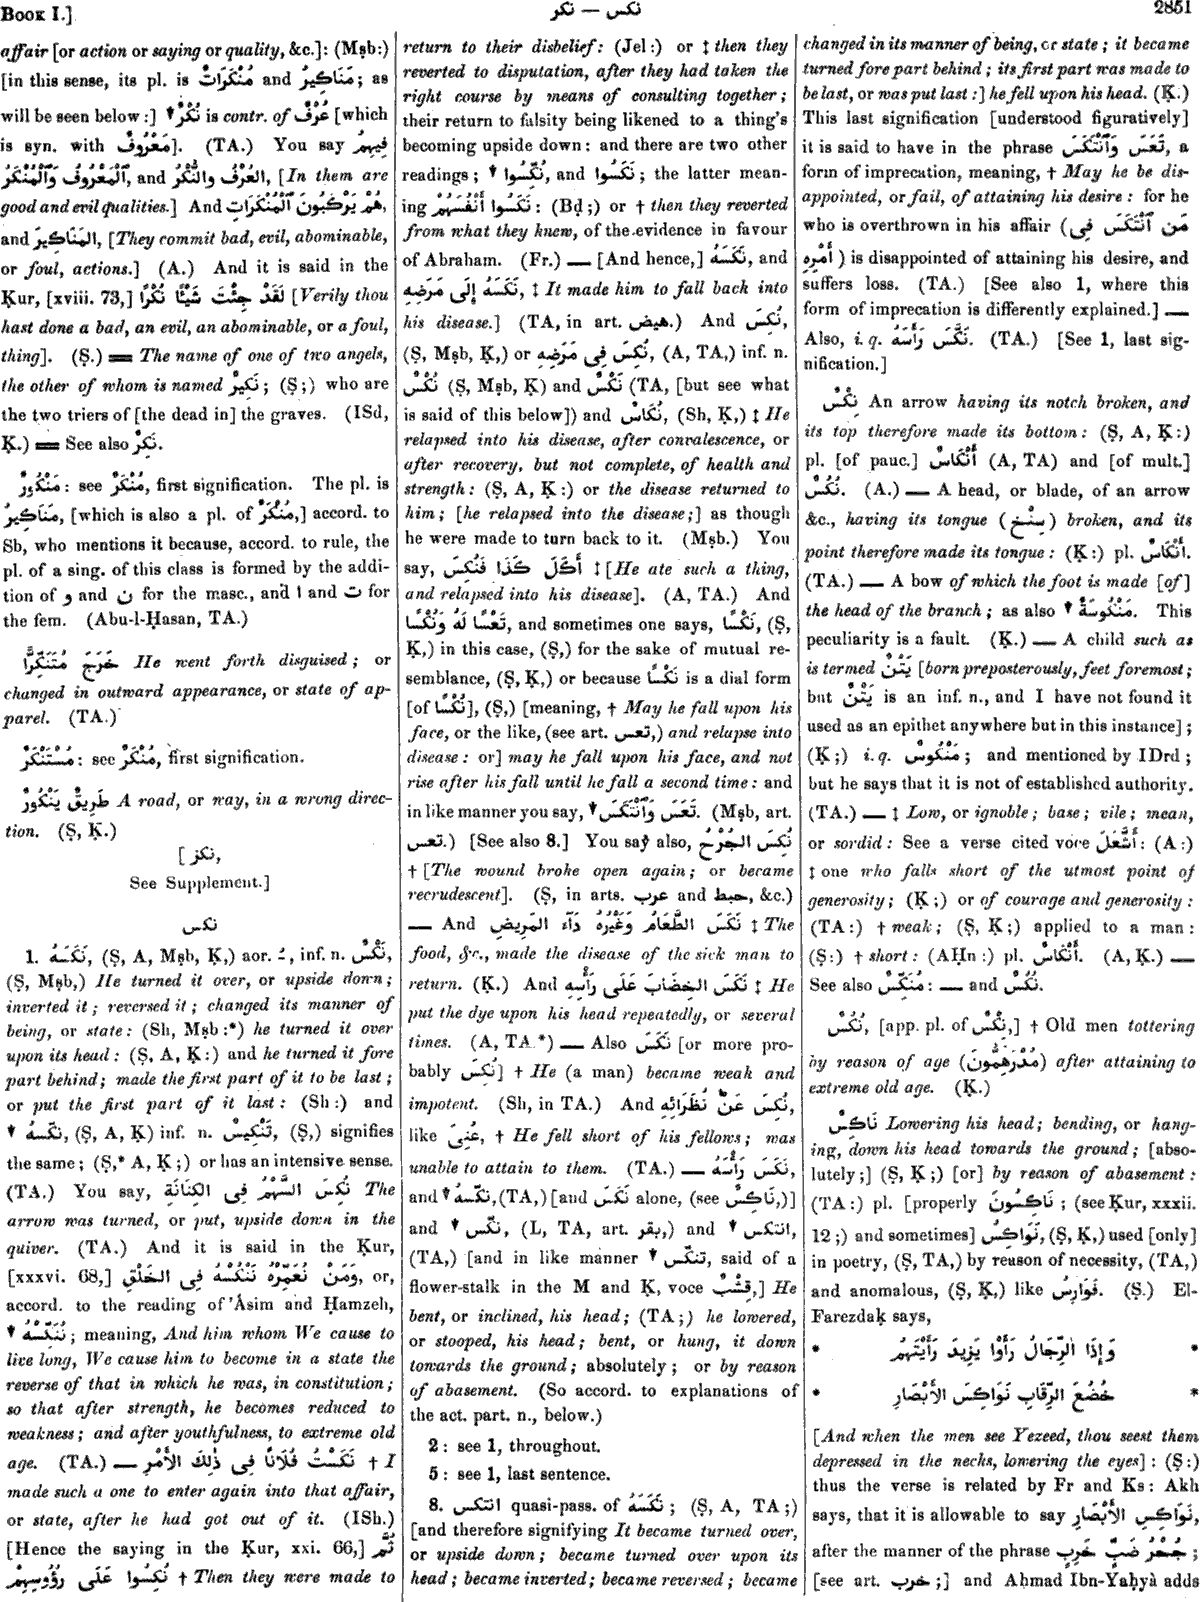 BOOK I.]
نكر — نكس
2851
affair [or action or saying or quality, &c.]: (Mṣb:)
[in this sense, its pl. is مُنْكَرَاتٌ and مَنَاكِيرُ; as
will be seen below:] ↓ نُكْرٌ is contr. of عُرْفٌ [which
is syn. with مَعْرُوفٌ]. (TA.) You say فِيهِمُ
المَعْرُوفُ وَٱلْمُنْكَرُ, and العُرْفُ والنُّكْرُ, [In them are
good and evil qualities.] And هُمْ يَرْكَبُونَ ٱلْمُنْكَرَاتِ,
and المَنَاكِيرَ, [They commit bad, evil, abominable,
or foul, actions.] (A.) And it is said in the
Ḳur, [xviii. 73,] لَقَدْ جِئْتَ شَيْئًا نُكْرًا [Verily thou
hast done a bad, an evil, an abominable, or a foul,
thing]. (Ṣ.) ═ The name of one of two angels,
the other of whom is named نَكِيرٌ; (Ṣ;) who are
the two triers of [the dead in] the graves. (ISd,
Ḳ.) ═ See also نَكِرٌ.
مَنْكُورٌ: see مُنْكَرٌ, first signification. The pl. is
مَنَاكِيرُ, [which is also a pl. of مُنْكَرٌ,] accord. to
Sb, who mentions it because, accord. to rule, the
pl. of a sing. of this class is formed by the addi-
tion of و and ن for the masc., and ا and ت for
the fem. (Abu-l-Ḥasan, TA.)
خَرَجَ مُتَنَكِّرًا He went forth disguised; or
changed in outward appearance, or state of ap-
parel. (TA.)
مُسْتَنْكَرٌ: see مُنْكَرٌ, first signification.
طَرِيقٌ يَنْكُورٌ A road, or way, in a wrong direc-
tion. (Ṣ, Ḳ.)
[نكز,
See Supplement.]
نكس
1. نَكَسَهُ, (Ṣ, A, Mṣb, Ḳ,) aor. ـُ, inf. n. نَكْسٌ,
(Ṣ, Mṣb,) He turned it over, or upside down;
inverted it; reversed it; changed its manner of
being, or state: (Sh, Mṣb:*) he turned it over
upon its head: (Ṣ, A, Ḳ:) and he turned it fore
part behind; made the first part of it to be last;
or put the first part of it last: (Sh:) and
↓ نكّسهُ, (Ṣ, A, Ḳ) inf. n. تَنْكِيسٌ, (Ṣ,) signifies
the same; (Ṣ,* A, Ḳ;) or has an intensive sense.
(TA.) You say, نُكِسَ السَّهْمُ فِى الكِنَانَةِ The
arrow was turned, or put, upside down in the
quiver. (TA.) And it is said in the Ḳur,
[xxxvi. 68,] وَمَنْ نُعَمِّرْهُ نَنْكُسْهُ فِى الخَلْقِ, or,
accord. to the reading of 'Áṣim and Ḥamzeh,
↓ نُنَكِّسْهُ; meaning, And him whom We cause to
live long, We cause him to become in a state the
reverse of that in which he was, in constitution;
so that after strength, he becomes reduced to
weakness; and after youthfulness, to extreme old
age. (TA.) — نَكَسْتُ فُلَانًا فِى ذٰلِكَ الأَمْرِ † I
made such a one to enter again into that affair,
or state, after he had got out of it. (ISh.)
[Hence the saying in the Ḳur, xxi. 66,] ثُمَّ
نُكِسُوا عَلَى رُؤُوسِهِمْ † Then they were made to
return to their disbelief: (Jel:) or ‡ then they
reverted to disputation, after they had taken the
right course by means of consulting together;
their return to falsity being likened to a thing's
becoming upside down: and there are two other
readings; ↓ نُكِّسُوا, and نَكَسُوا; the latter mean-
ing نَكَسُوا أَنْفُسَهُمْ: (Bḍ;) or † then they reverted
from what they knew, of the evidence in favour
of Abraham. (Fr.) — [And hence,] نَكَسَهُ, and
نَكَسَهُ إِلَى مَرَضِهِ, ‡ It made him to fall back into
his disease.] (TA, in art. هيض.) And نُكِسَ,
(Ṣ, Mṣb, Ḳ,) or نُكِسَ فِى مَرَضِهِ, (A, TA,) inf. n.
نُكْسٌ (Ṣ, Mṣb, Ḳ) and نَكْسٌ (TA, [but see what
is said of this below]) and نُكَاسٌ, (Sh, Ḳ,) ‡ He
relapsed into his disease, after convalescence, or
after recovery, but not complete, of health and
strength: (Ṣ, A, Ḳ:) or the disease returned to
him; [he relapsed into the disease;] as though
he were made to turn back to it. (Mṣb.) You
say, أَكَلَ كَذَا فَنُكِسَ ‡ [He ate such a thing,
and relapsed into his disease]. (A, TA.) And
تَعْسًا لَهُ وَنُكْسًا, and sometimes one says, نَكْسًا, (Ṣ,
Ḳ,) in this case, (Ṣ,) for the sake of mutual re-
semblance, (Ṣ, Ḳ,) or because نَكْسًا is a dial form
[of نُكْسًا], (Ṣ,) [meaning, † May he fall upon his
face, or the like, (see art. تعس,) and relapse into
disease: or] may he fall upon his face, and not
rise after his fall until he fall a second time: and
in like manner you say, ↓ تَعَسَ وَٱنْتَكَسَ. (Mṣb, art.
تعس.) [See also 8.] You say also, نُكِسَ الجُرْحُ
† [The wound broke open again; or became
recrudescent]. (Ṣ, in arts. عرب and حبط, &c.)
— And نَكَسَ الطَّعَامُ وَغَيْرُهُ دَآءَ المَرِيضِ ‡ The
food, &c., made the disease of the sick man to
return. (Ḳ.) And نَكَسَ الخِضَابَ عَلَى رَأْسِهِ ‡ He
put the dye upon his head repeatedly, or several
times. (A, TA.*) — Also نَكَسَ [or more pro-
bably نُكِسَ] † He (a man) became weak and
impotent. (Sh, in TA.) And نُكِسَ عَنْ نُظَرَائِهِ,
like عُنِىَ, † He fell short of his fellows; was
unable to attain to them. (TA.) — نَكَسَ رَأْسَهُ,
and ↓ نكّسهُ, (TA,) [and نَكَسَ alone, (see نَاكِسٌ,)]
and ↓ نكّس, (L, TA, art. بقر,) and ↓ انتكس,
(TA,) [and in like manner ↓ تنكّس, said of a
flower-stalk in the M and Ḳ, voce قِشْبٌ,] He
bent, or inclined, his head; (TA;) he lowered,
or stooped, his head; bent, or hung, it down
towards the ground; absolutely; or by reason
of abasement. (So accord. to explanations of
the act. part. n., below.)
2: see 1, throughout.
5: see 1, last sentence.
8. انتكس quasi-pass. of نَكَسَهُ; (Ṣ, A, TA;)
[and therefore signifying It became turned over,
or upside down; became turned over upon its
head; became inverted; became reversed; became
changed in its manner of being, or state; it became
turned fore part behind; its first part was made to
be last, or was put last:] he fell upon his head. (Ḳ.)
This last signification [understood figuratively]
it is said to have in the phrase تَعَسَ وَٱنْتَكَسَ, a
form of imprecation, meaning, † May he be dis-
appointed, or fail, of attaining his desire: for he
who is overthrown in his affair (مَنِ ٱنْتَكَسَ فِى
أَمْرِهِ) is disappointed of attaining his desire, and
suffers loss. (TA.) [See also 1, where this
form of imprecation is differently explained.] —
Also, i. q. نَكَّسَ رَأْسَهُ. (TA.) [See 1, last sig-
nification.]
نِكْسٌ An arrow having its notch broken, and
its top therefore made its bottom: (Ṣ, A, Ḳ:)
pl. [of pauc.] أَنْكَاسٌ (A, TA) and [of mult.]
نُكُسٌ. (A.) — A head, or blade, of an arrow
&c., having its tongue (سِنْخ) broken, and its
point therefore made its tongue: (Ḳ:) pl. أَنْكَاسٌ.
(TA.) — A bow of which the foot is made [of]
the head of the branch; as also ↓ مَنْكُوسَةٌ. This
peculiarity is a fault. (Ḳ.) — A child such as
is termed يَتْنٌ [born preposterously, feet foremost;
but يَتْنٌ is an inf. n., and I have not found it
used as an epithet anywhere but in this instance];
(Ḳ;) i. q. مَنْكُوسٌ; and mentioned by IDrd;
but he says that it is not of established authority.
(TA.) — ‡ Low, or ignoble; base; vile; mean,
or sordid: See a verse cited voce أَشْعَلَ: (A:)
‡ one who falls short of the utmost point of
generosity; (Ḳ;) or of courage and generosity:
(TA:) † weak; (Ṣ, Ḳ;) applied to a man:
(Ṣ:) † short: (AḤn:) pl. أَنْكَاسٌ. (A, Ḳ.) —
See also مُنَكِّسٌ: — and نُكُسٌ.
نُكُسٌ, [app. pl. of نِكْسٌ,] † Old men tottering
by reason of age (مُدْرَهِمُّونَ) after attaining to
extreme old age. (Ḳ.)
نَاكِسٌ Lowering his head; bending, or hang-
ing, down his head towards the ground; [abso-
lutely;] (Ṣ, Ḳ;) [or] by reason of abasement:
(TA:) pl. [properly نَاكِسُونَ; (see Ḳur, xxxii.
12;) and sometimes] نَوَاكِسُ, (Ṣ, Ḳ,) used [only]
in poetry, (Ṣ, TA,) by reason of necessity, (TA,)
and anomalous, (Ṣ, Ḳ,) like فَوَارِسُ. (Ṣ.) El-
Farezdaḳ says,
* وَإِذَا الرِّجَالُ رَأَوْا يَزِيدَ رَأَيْتَهُمْ *
* خُضُعَ الرِّقَابِ نَوَاكِسَ الأَبْصَارِ *
[And when the men see Yezeed, thou seest them
depressed in the necks, lowering the eyes]: (Ṣ:)
thus the verse is related by Fr and Ks: Akh
says, that it is allowable to say نَوَاكِسِ الأَبْصَارِ,
after the manner of the phrase جُحْرُ ضَبٍّ خَرِبٍ;
[see art. خرب;] and Aḥmad Ibn-Yaḥyà adds